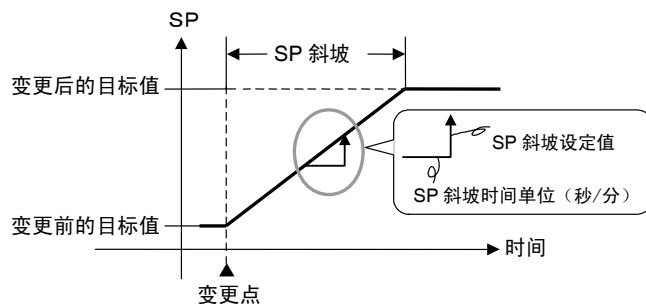 SP
SP 斜坡
变更后的目标值
SP 斜坡设定值
SP 斜坡时间单位（秒/分）
变更前的目标值
时间
变更点